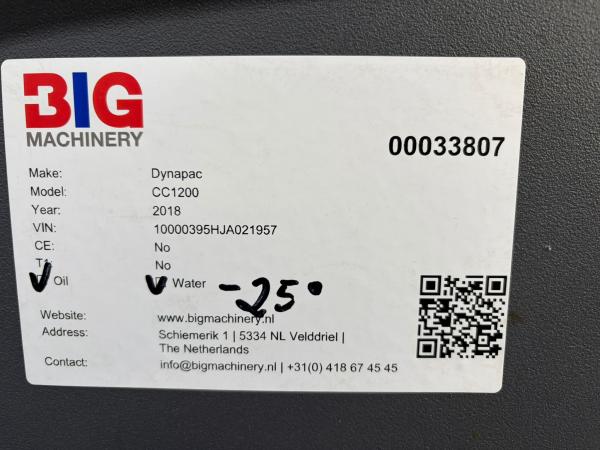 BIG
MACHINERY
00033807
Make: Dynapac
Model: CC1200
Year: 2018
VIN: 10000395HJA021957
CE: No
T1: No
Oil Water -25°
Website: www.bigmachinery.nl
Address: Schiemerik 1 | 5334 NL Velddriel |
The Netherlands
Contact: info@bigmachinery.nl | +31(0) 418 67 45 45